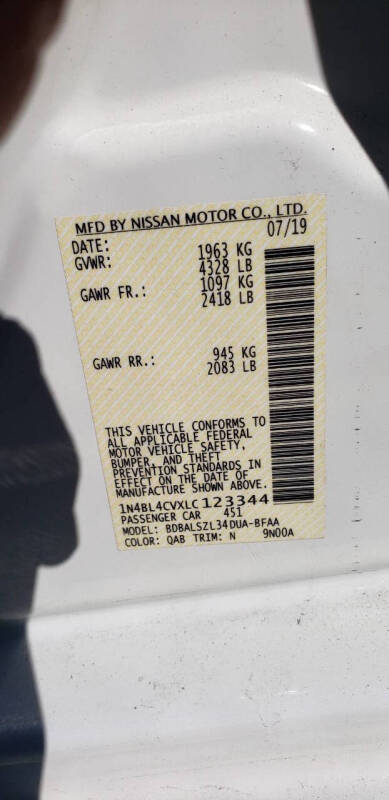 MFD BY NISSAN MOTOR CO., LTD.
DATE: 07/19
GVWR: 1963 KG
4328 LB
GAWR FR.: 1097 KG
2418 LB
GAWR RR.: 945 KG
2083 LB
THIS VEHICLE CONFORMS TO
ALL APPLICABLE FEDERAL
MOTOR VEHICLE SAFETY,
BUMPER, AND THEFT
PREVENTION STANDARDS IN
EFFECT ON THE DATE OF
MANUFACTURE SHOWN ABOVE.
1N4BL4CVXLC123344
PASSENGER CAR 451
MODEL: BDBALSZL34DUA-BFAA
COLOR: QAB TRIM: N 9N00A